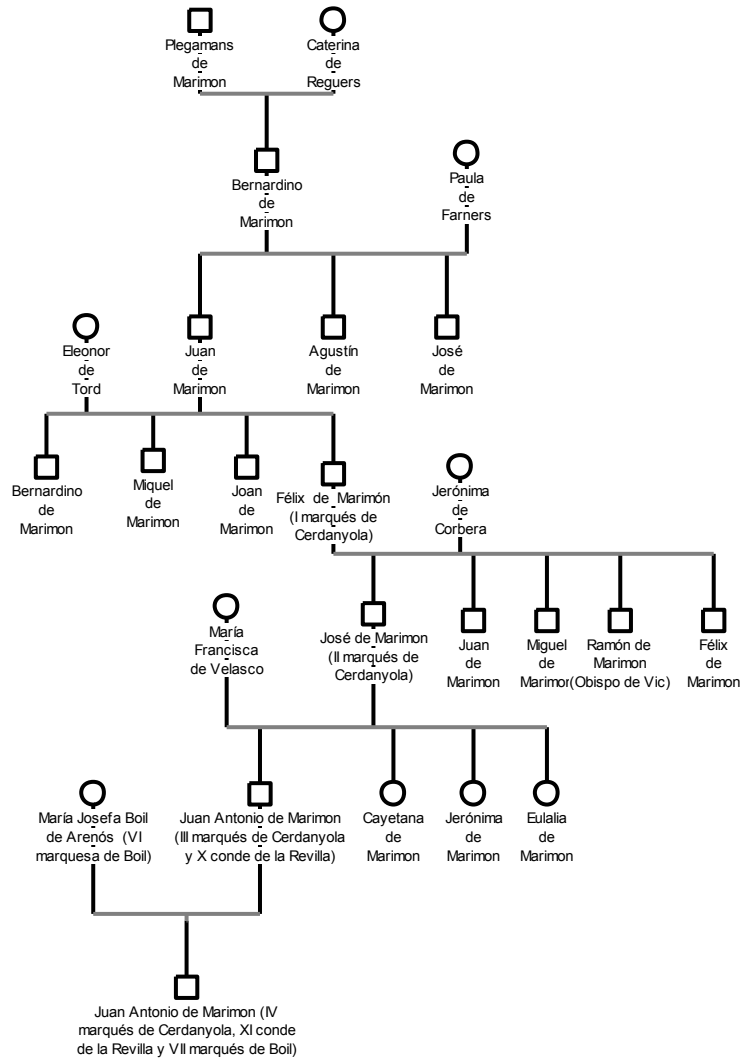 Plegamans
de
Marimon
Caterina
de
Reguers
Bernardino
de
Marimon
Paula
de
Farners
Eleonor
de
Tord
Juan
de
Marimon
Agustín
de
Marimon
José
de
Marimon
Bernardino
de
Marimon
Miquel
de
Marimon
Joan
de
Marimon
Félix de Marimón
(I marqués de
Cerdanyola)
Jerónima
de
Corbera
María
Francisca
de Velasco
José de Marimon
(II marqués de
Cerdanyola)
Juan
de
Marimon
Miguel
de
Marimon
Ramón de
Marimon
(Obispo de Vic)
Félix
de
Marimon
María Josefa Boil
de Arenós (VI
marquesa de Boil)
Juan Antonio de Marimon
(III marqués de Cerdanyola
y X conde de la Revilla)
Cayetana
de
Marimon
Jerónima
de
Marimon
Eulalia
de
Marimon
Juan Antonio de Marimon (IV
marqués de Cerdanyola, XI conde
de la Revilla y VII marqués de Boil)